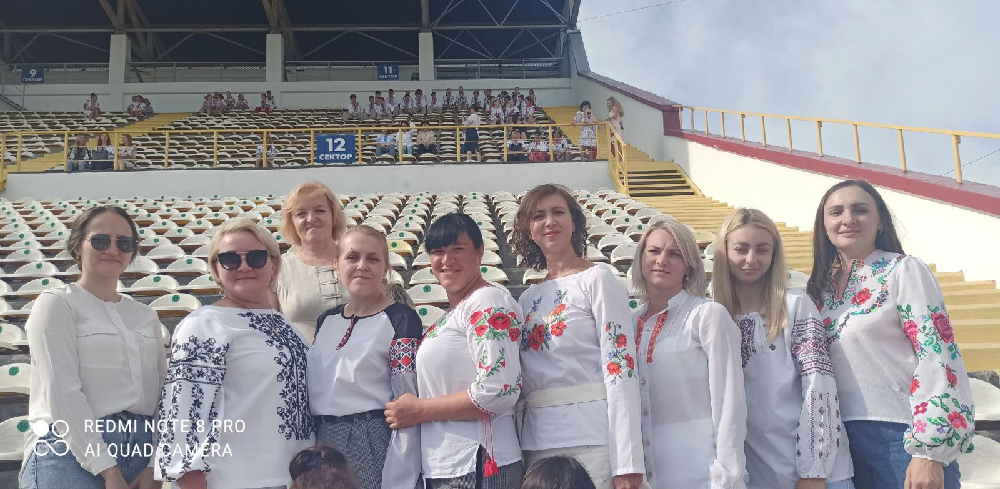 9
СЕКТОР
11
СЕКТОР
12
СЕКТОР
REDMI NOTE 8 PRO
AI QUAD CAMERA